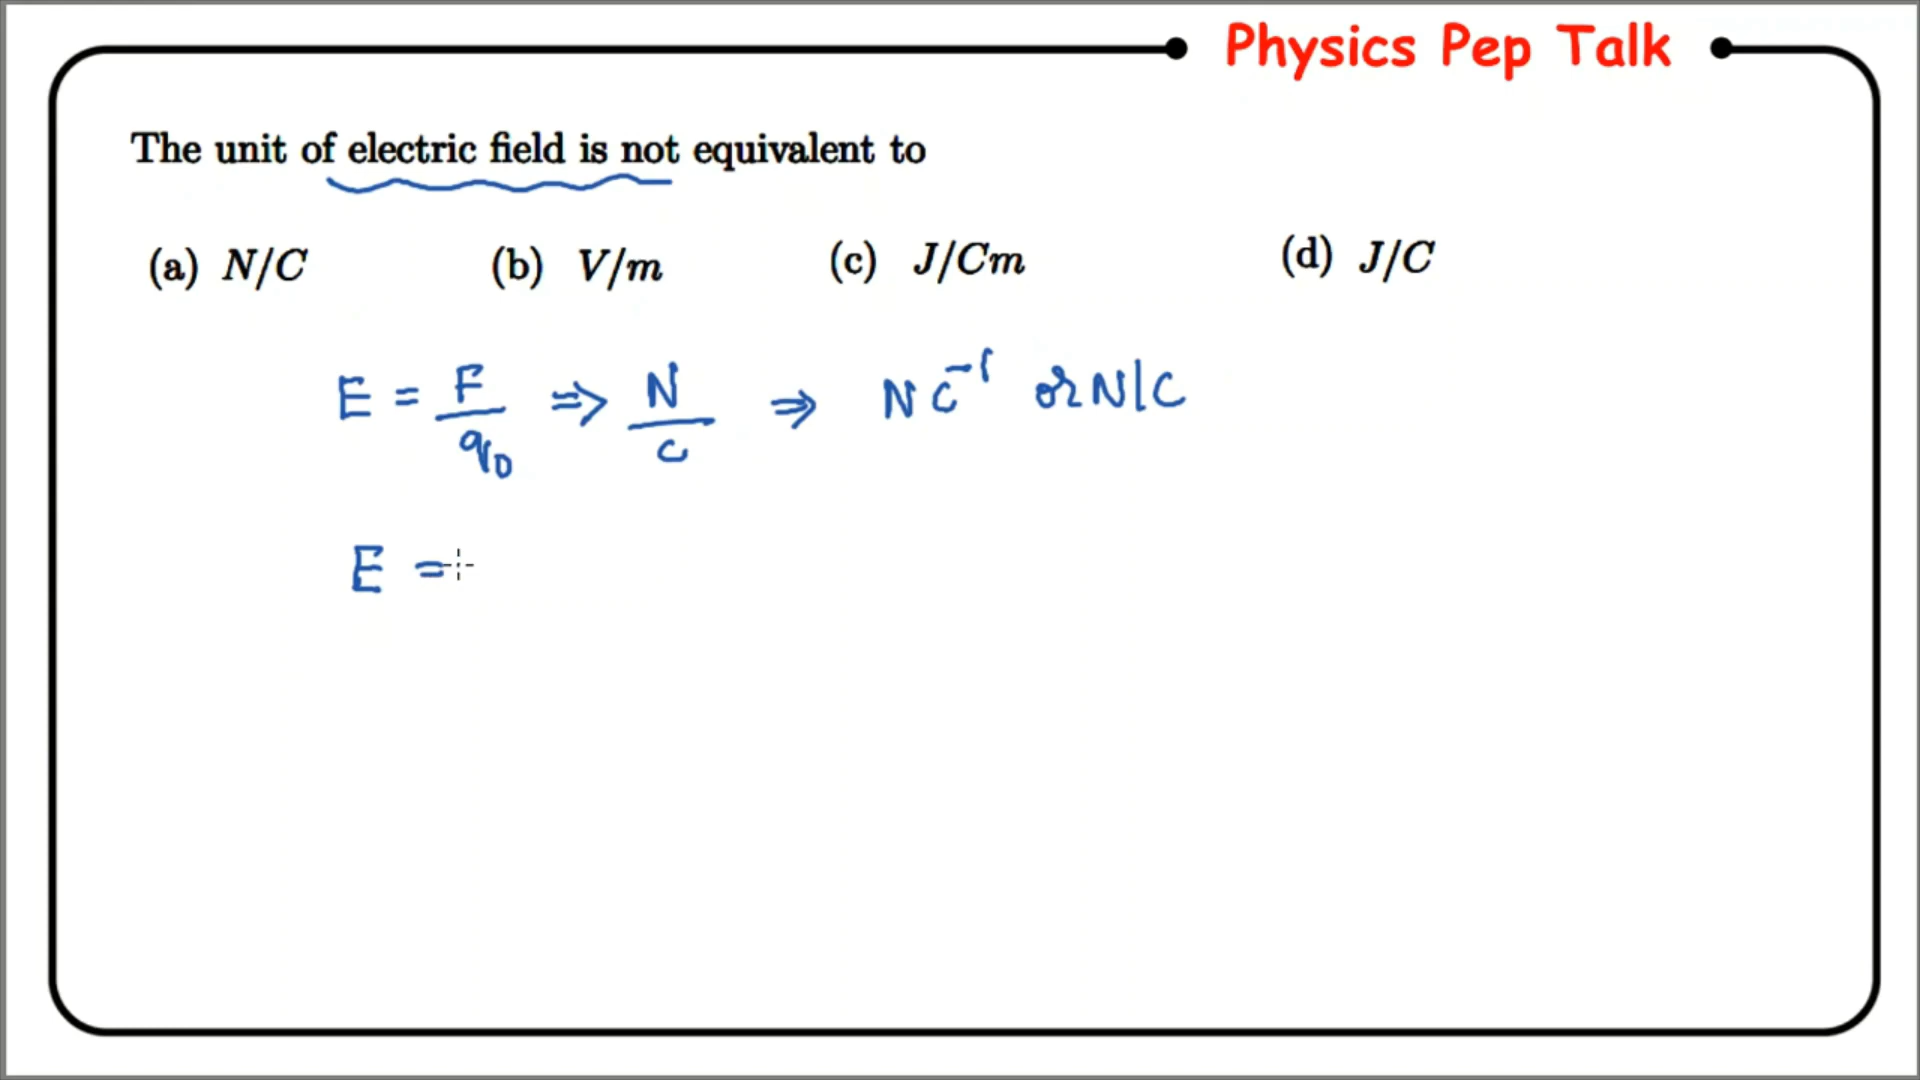 Physics Pep Talk
The unit of electric field is not equivalent to
(a) N/C (b) V/m (c) J/Cm (d) J/C
E = F/q₀ ⇒ N/C ⇒ NC⁻¹ or N/C
E =